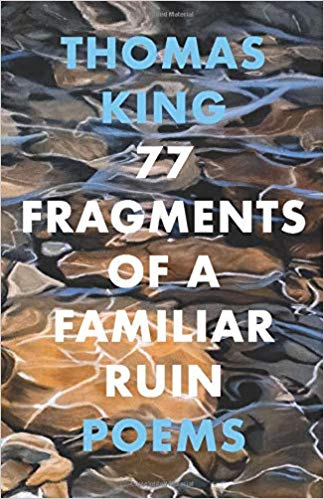 THOMAS
KING
77
FRAGMENTS
OF A
FAMILIAR
RUIN
POEMS